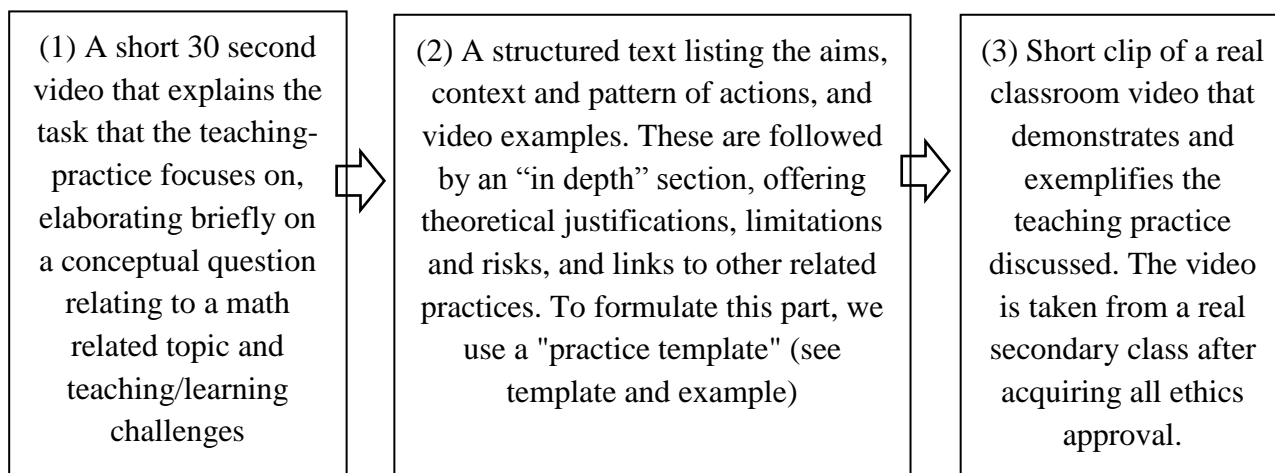 (1) A short 30 second
video that explains the
task that the teaching-
practice focuses on,
elaborating briefly on
a conceptual question
relating to a math
related topic and
teaching/learning
challenges
(2) A structured text listing the aims,
context and pattern of actions, and
video examples. These are followed
by an “in depth” section, offering
theoretical justifications, limitations
and risks, and links to other related
practices. To formulate this part, we
use a "practice template" (see
template and example)
(3) Short clip of a real
classroom video that
demonstrates and
exemplifies the
teaching practice
discussed. The video
is taken from a real
secondary class after
acquiring all ethics
approval.